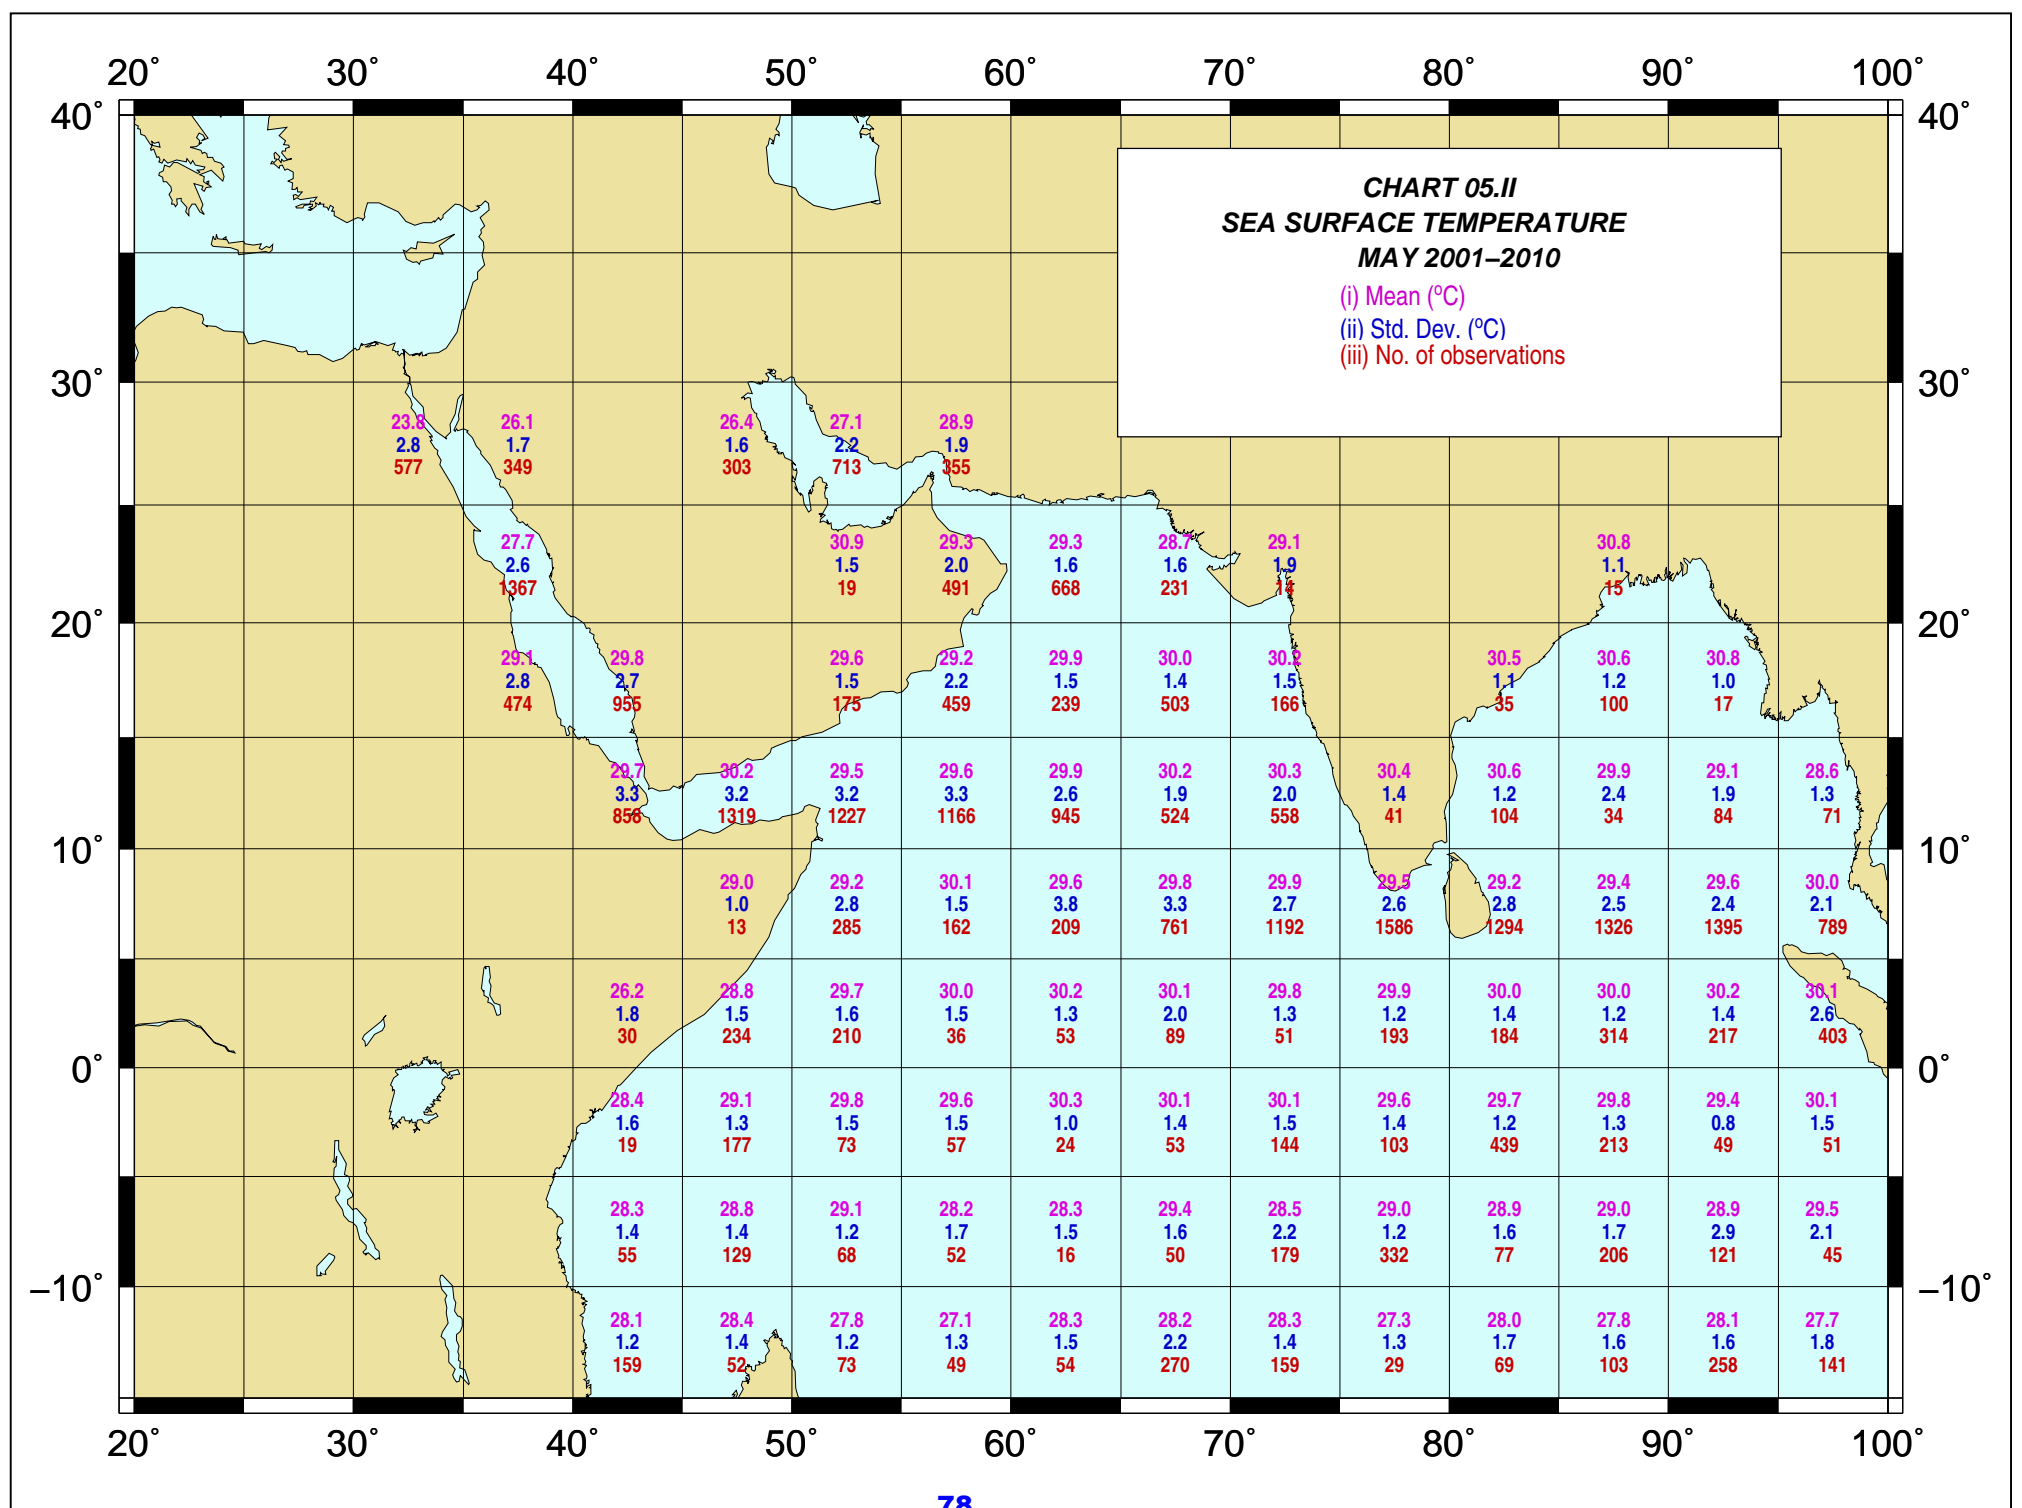 20° 30° 40° 50° 60° 70° 80° 90° 100°
40° 40°
CHART 05.II
SEA SURFACE TEMPERATURE
MAY 2001–2010
(i) Mean (ºC)
(ii) Std. Dev. (ºC)
(iii) No. of observations
30° 30°
23.8 26.1 26.4 27.1 28.9
2.8 1.7 1.6 2.2 1.9
577 349 303 713 355
27.7 30.9 29.3 29.3 28.7 29.1 30.8
2.6 1.5 2.0 1.6 1.6 1.9 1.1
1367 19 491 668 231 14 15
20° 20°
29.1 29.8 29.6 29.2 29.9 30.0 30.2 30.5 30.6 30.8
2.8 2.7 1.5 2.2 1.5 1.4 1.5 1.1 1.2 1.0
474 955 175 459 239 503 166 35 100 17
29.7 30.2 29.5 29.6 29.9 30.2 30.3 30.4 30.6 29.9 29.1 28.6
3.3 3.2 3.2 3.3 2.6 1.9 2.0 1.4 1.2 2.4 1.9 1.3
858 1319 1227 1166 945 524 558 41 104 34 84 71
10° 10°
29.0 29.2 30.1 29.6 29.8 29.9 29.5 29.2 29.4 29.6 30.0
1.0 2.8 1.5 3.8 3.3 2.7 2.6 2.8 2.5 2.4 2.1
13 285 162 209 761 1192 1586 1294 1326 1395 789
26.2 28.8 29.7 30.0 30.2 30.1 29.8 29.9 30.0 30.0 30.2 30.1
1.8 1.5 1.6 1.5 1.3 2.0 1.3 1.2 1.4 1.2 1.4 2.6
30 234 210 36 53 89 51 193 184 314 217 403
0° 0°
28.4 29.1 29.8 29.6 30.3 30.1 30.1 29.6 29.7 29.8 29.4 30.1
1.6 1.3 1.5 1.5 1.0 1.4 1.5 1.4 1.2 1.3 0.8 1.5
19 177 73 57 24 53 144 103 439 213 49 51
28.3 28.8 29.1 28.2 28.3 29.4 28.5 29.0 28.9 29.0 28.9 29.5
1.4 1.4 1.2 1.7 1.5 1.6 2.2 1.2 1.6 1.7 2.9 2.1
55 129 68 52 16 50 179 332 77 206 121 45
–10° –10°
28.1 28.4 27.8 27.1 28.3 28.2 28.3 27.3 28.0 27.8 28.1 27.7
1.2 1.4 1.2 1.3 1.5 2.2 1.4 1.3 1.7 1.6 1.6 1.8
159 52 73 49 54 270 159 29 69 103 258 141
20° 30° 40° 50° 60° 70° 80° 90° 100°
78